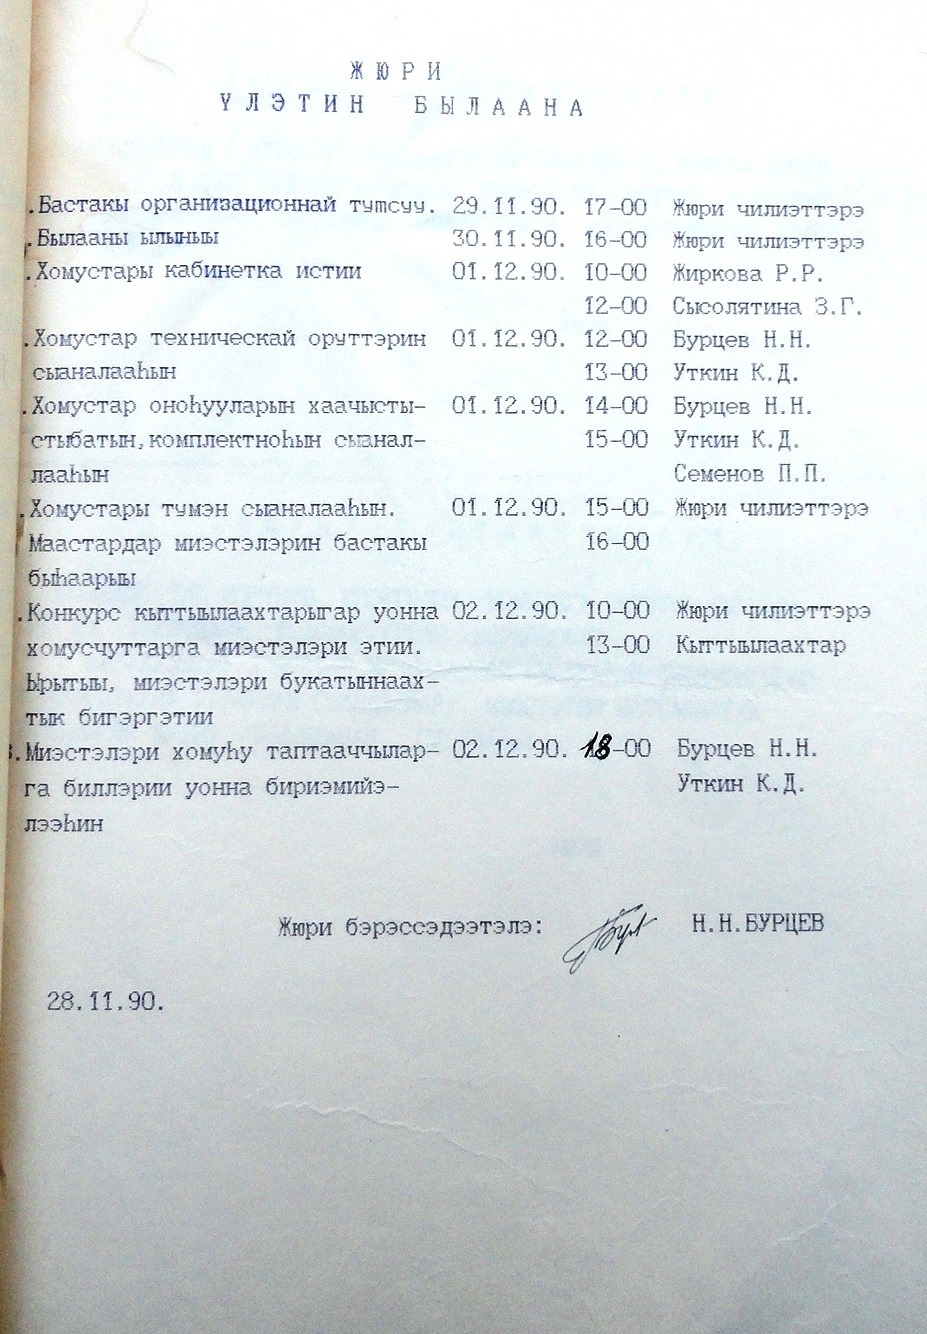 ЖЮРИ
ҮЛЭТИН БЫЛААНА
.Бастакы организационнай тутсуу. 29.11.90. 17-00 Жюри чилиэттэрэ
.Былааны ылыныы 30.11.90. 16-00 Жюри чилиэттэрэ
.Хомустары кабинетка истии 01.12.90. 10-00 Жиркова Р.Р.
12-00 Сысолятина З.Г.
.Хомустар техническай оруттэрин 01.12.90. 12-00 Бурцев Н.Н.
сыаналааһын 13-00 Уткин К.Д.
.Хомустар оноһууларын хаачысты- 01.12.90. 14-00 Бурцев Н.Н.
стыбатын,комплектноһын сыанал- 15-00 Уткин К.Д.
лааһын Семенов П.П.
.Хомустары түмэн сыаналааһын. 01.12.90. 15-00 Жюри чилиэттэрэ
Маастардар миэстэлэрин бастакы 16-00
быһаарыы
.Конкурс кыттыылаахтарыгар уонна 02.12.90. 10-00 Жюри чилиэттэрэ
хомусчуттарга миэстэлэри этии. 13-00 Кыттыылаахтар
Ырытыы, миэстэлэри букатыннаах-
тык бигэргэтии
8.Миэстэлэри хомуһу таптааччылар- 02.12.90. 18-00 Бурцев Н.Н.
га биллэрии уонна бириэмийэ- Уткин К.Д.
лээһин
Жюри бэрэссэдээтэлэ: Н.Н.БУРЦЕВ
28.11.90.